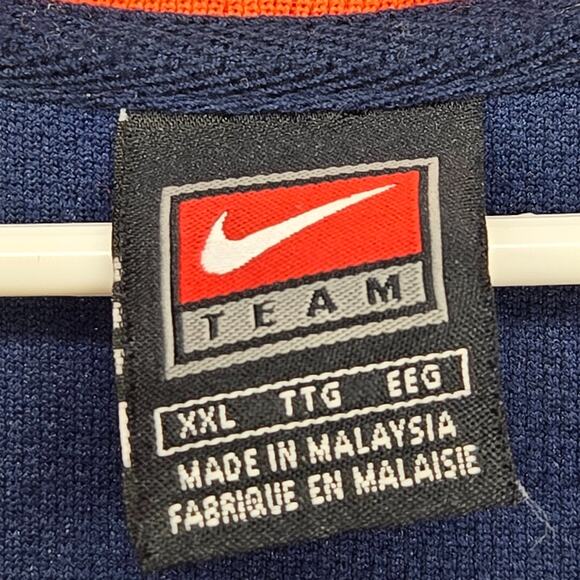 TEAM
XXL TTG EEG
MADE IN MALAYSIA
FABRIQUE EN MALAISIE